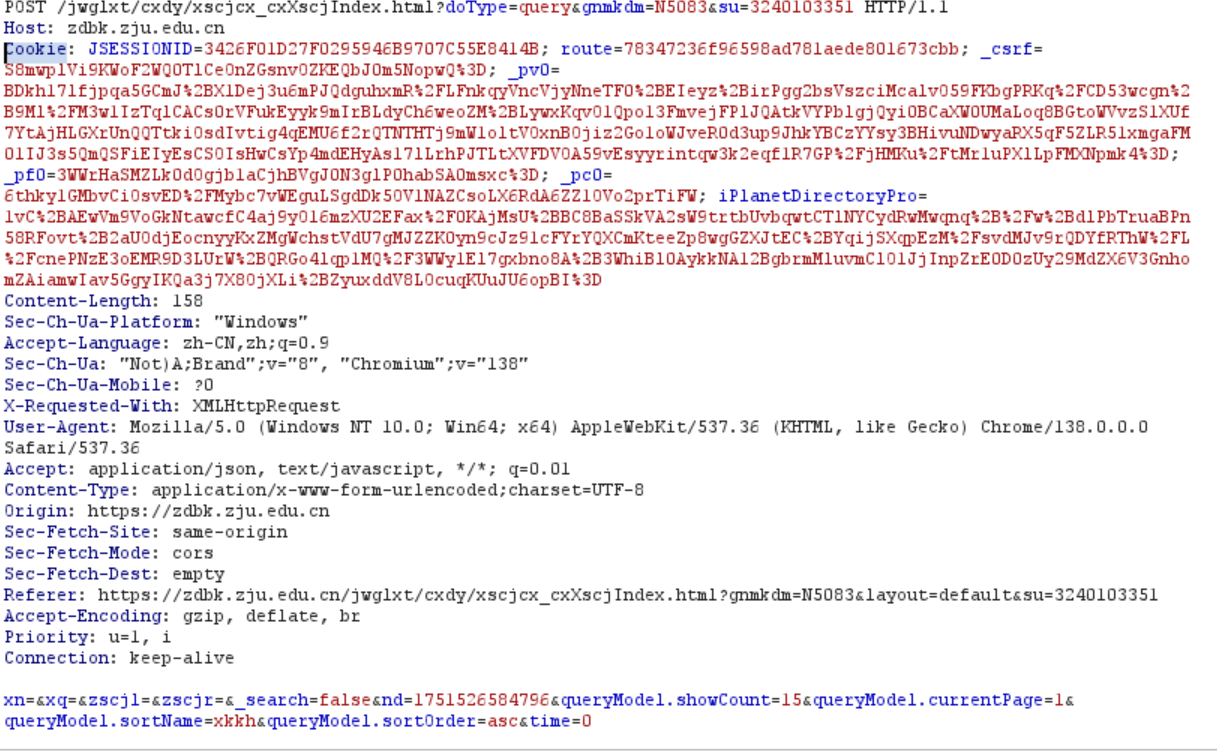 POST /jwglxt/cxdy/xscjcx_cxXscjIndex.html?doType=query&gnmkdm=N5083&su=3240103351 HTTP/1.1
Host: zdbk.zju.edu.cn
Cookie: JSESSIONID=3426F01D27F0295946B9707C55E8414B; route=78347236f96598ad781aede801673cbb; _csrf=
S8mwplVi9KWoF2WQ0TlCe0nZGsnv0ZKEQbJ0m5NopwQ%3D; _pv0=
BDkhl71fjpqa5GCmJ%2BXlDej3u6mPJQdguhxmR%2FLFnkqyVncVjyNneTF0%2BEIeyz%2BirPgg2bsVszciMcalv059FKbgPRKq%2FCD53wcgn%2
B9Ml%2FM3wlIzTqlCACs0rVFukEyyk9mIrBLdyCh6weoZM%2BLywxKqv0lQpol3FmvejFPlJQAtkVYPblgjQyi0BCaXW0UMaLoq8BGtoWVvzSlXUf
7YtAjHLGXrUnQQTtki0sdIvtig4qEMU6f2rQTNTHTj9mWloltV0xnB0jiz2GoloWJveR0d3up9JhkYBCzYYsy3BHivuNDwyaRX5qF5ZLR5lxmgaFM
0lIJ3s5QmQSFiEIyEsCS0IsHwCsYp4mdEHyAsl7lLrhPJTLtXVFDV0A59vEsyyrintqw3k2eqflR7GP%2FjHMKu%2FtMrluPXlLpFMXNpmk4%3D;
_pf0=3WWrHaSMZLk0d0gjblaCjhBVgJ0N3glP0habSA0msxc%3D; _pc0=
6thkylGMbvCi0svED%2FMybc7vWEguLSgdDk50VlNAZCsoLX6RdA6ZZl0Vo2prTiFW; iPlanetDirectoryPro=
lvC%2BAEwVm9VoGkNtawcfC4aj9y0l6mzXU2EFax%2F0KAjMsU%2BBC8BaSSkVA2sW9trtbUvbqwtCTlNYCydRwMwqnq%2B%2Fw%2BdlPbTruaBPn
58RFovt%2B2aU0djEocnyyKxZMgWchstVdU7gMJZZK0yn9cJz9lcFYrYQXCmKteeZp8wgGZXJtEC%2BYqijSXqpEzM%2FsvdMJv9rQDYfRThW%2FL
%2FcnePNzE3oEMR9D3LUrW%2BQRGo4lqplMQ%2F3WWylEl7gxbno8A%2B3WhiBl0AykkNAl2BgbrmMluvmCl0lJjInpZrE0D0zUy29MdZX6V3Gnho
mZAiamwIav5GgyIKQa3j7X80jXLi%2BZyuxddV8L0cuqKUuJU6opBI%3D
Content-Length: 158
Sec-Ch-Ua-Platform: "Windows"
Accept-Language: zh-CN,zh;q=0.9
Sec-Ch-Ua: "Not)A;Brand";v="8", "Chromium";v="138"
Sec-Ch-Ua-Mobile: ?0
X-Requested-With: XMLHttpRequest
User-Agent: Mozilla/5.0 (Windows NT 10.0; Win64; x64) AppleWebKit/537.36 (KHTML, like Gecko) Chrome/138.0.0.0
Safari/537.36
Accept: application/json, text/javascript, */*; q=0.01
Content-Type: application/x-www-form-urlencoded;charset=UTF-8
Origin: https://zdbk.zju.edu.cn
Sec-Fetch-Site: same-origin
Sec-Fetch-Mode: cors
Sec-Fetch-Dest: empty
Referer: https://zdbk.zju.edu.cn/jwglxt/cxdy/xscjcx_cxXscjIndex.html?gnmkdm=N5083&layout=default&su=3240103351
Accept-Encoding: gzip, deflate, br
Priority: u=1, i
Connection: keep-alive
xn=&xq=&zscjl=&zscjr=&_search=false&nd=1751526584796&queryModel.showCount=15&queryModel.currentPage=1&
queryModel.sortName=xkkh&queryModel.sortOrder=asc&time=0